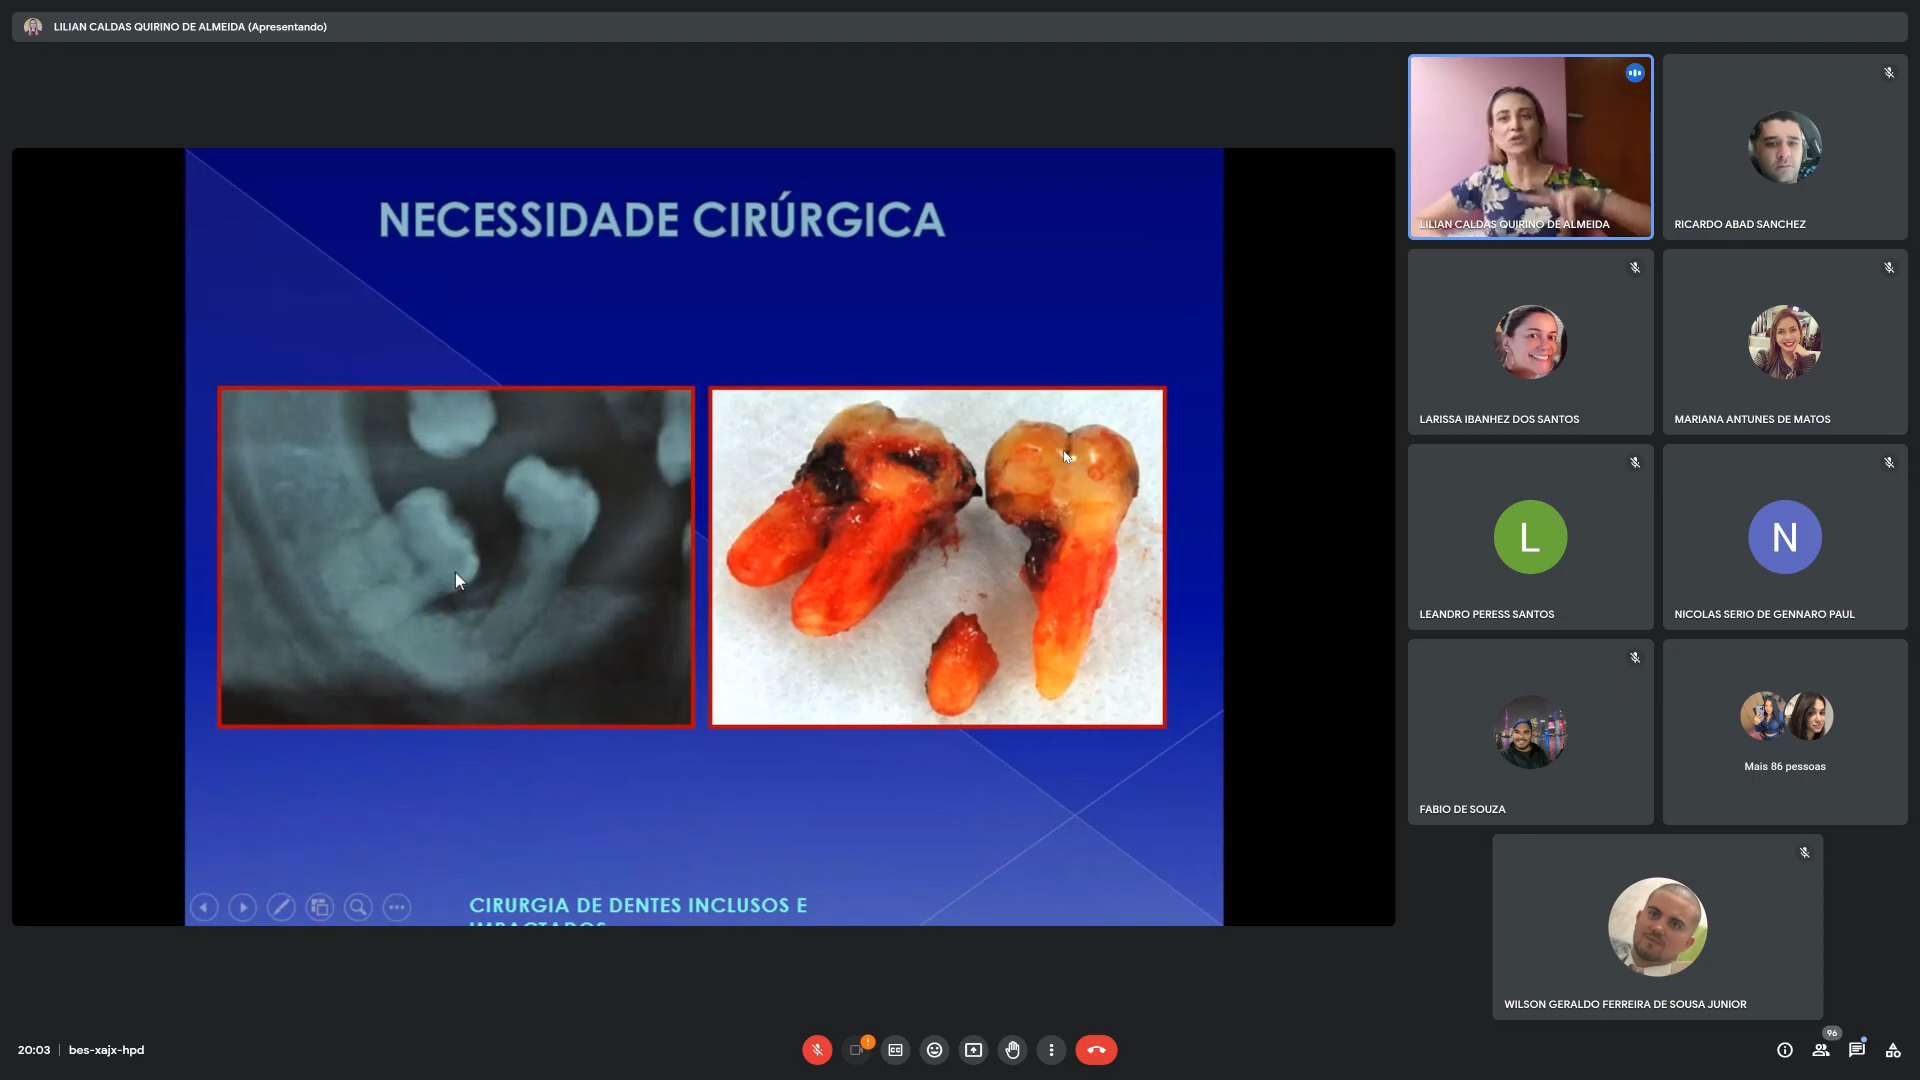 LILIAN CALDAS QUIRINO DE ALMEIDA (Apresentando)
NECESSIDADE CIRÚRGICA
CIRURGIA DE DENTES INCLUSOS E
IMPACTADOS
LILIAN CALDAS QUIRINO DE ALMEIDA
RICARDO ABAD SANCHEZ
LARISSA IBANHEZ DOS SANTOS
MARIANA ANTUNES DE MATOS
L
LEANDRO PERESS SANTOS
N
NICOLAS SERIO DE GENNARO PAUL
FABIO DE SOUZA
Mais 86 pessoas
WILSON GERALDO FERREIRA DE SOUSA JUNIOR
20:03 | bes-xajx-hpd
96